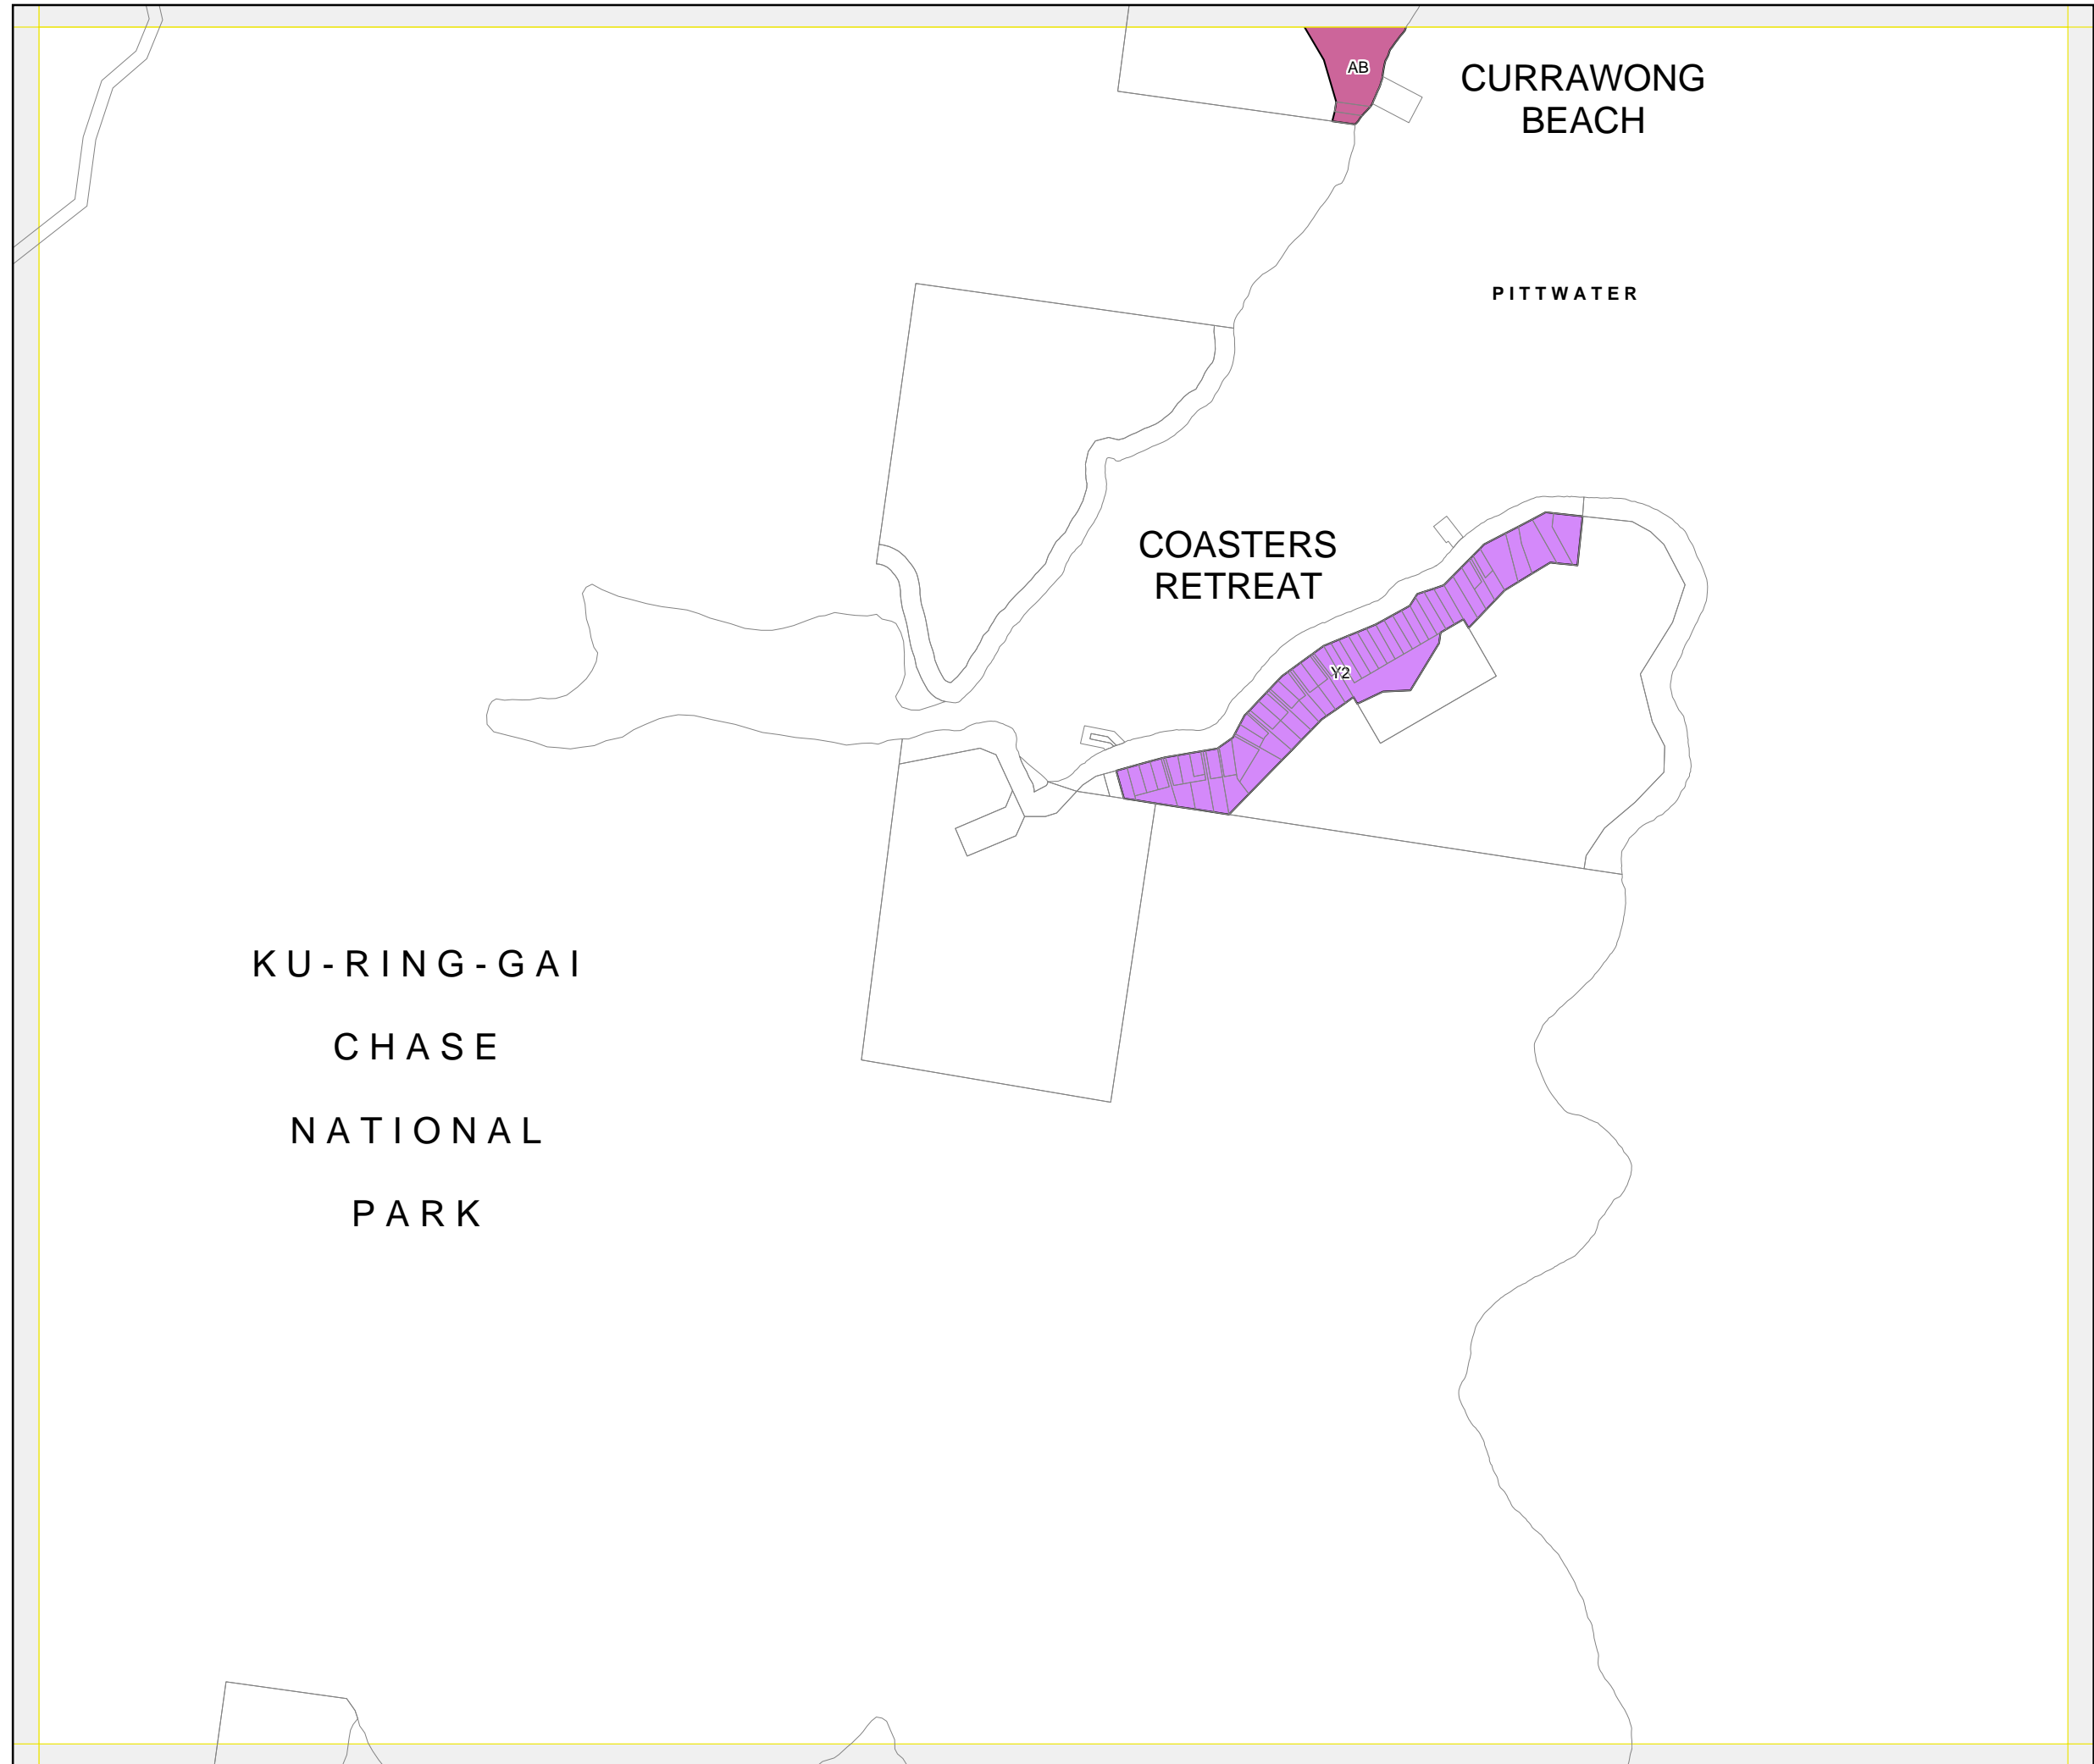 AB
CURRAWONG
BEACH
PITTWATER
COASTERS
RETREAT
Y2
KU-RING-GAI
CHASE
NATIONAL
PARK